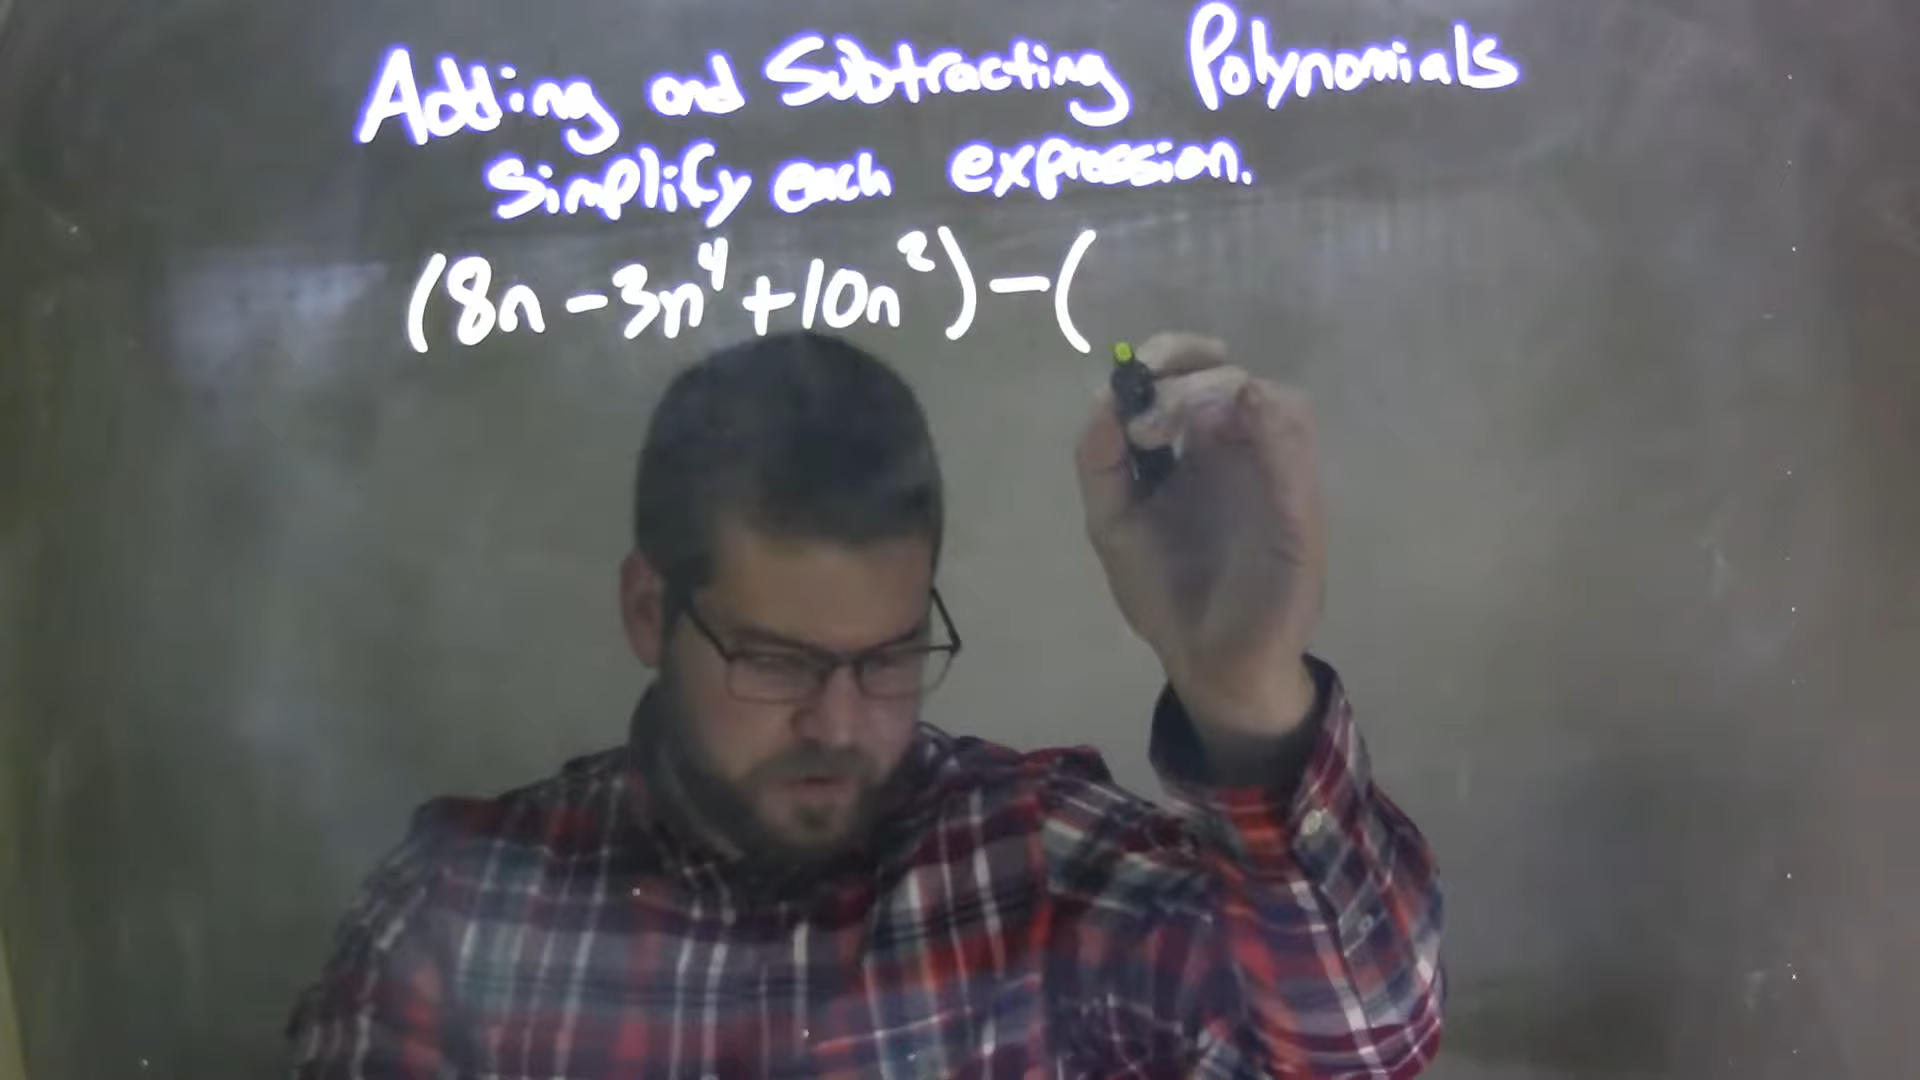 Adding and Subtracting Polynomials
Simplify each expression.
(8n - 3n⁴ + 10n²) - (